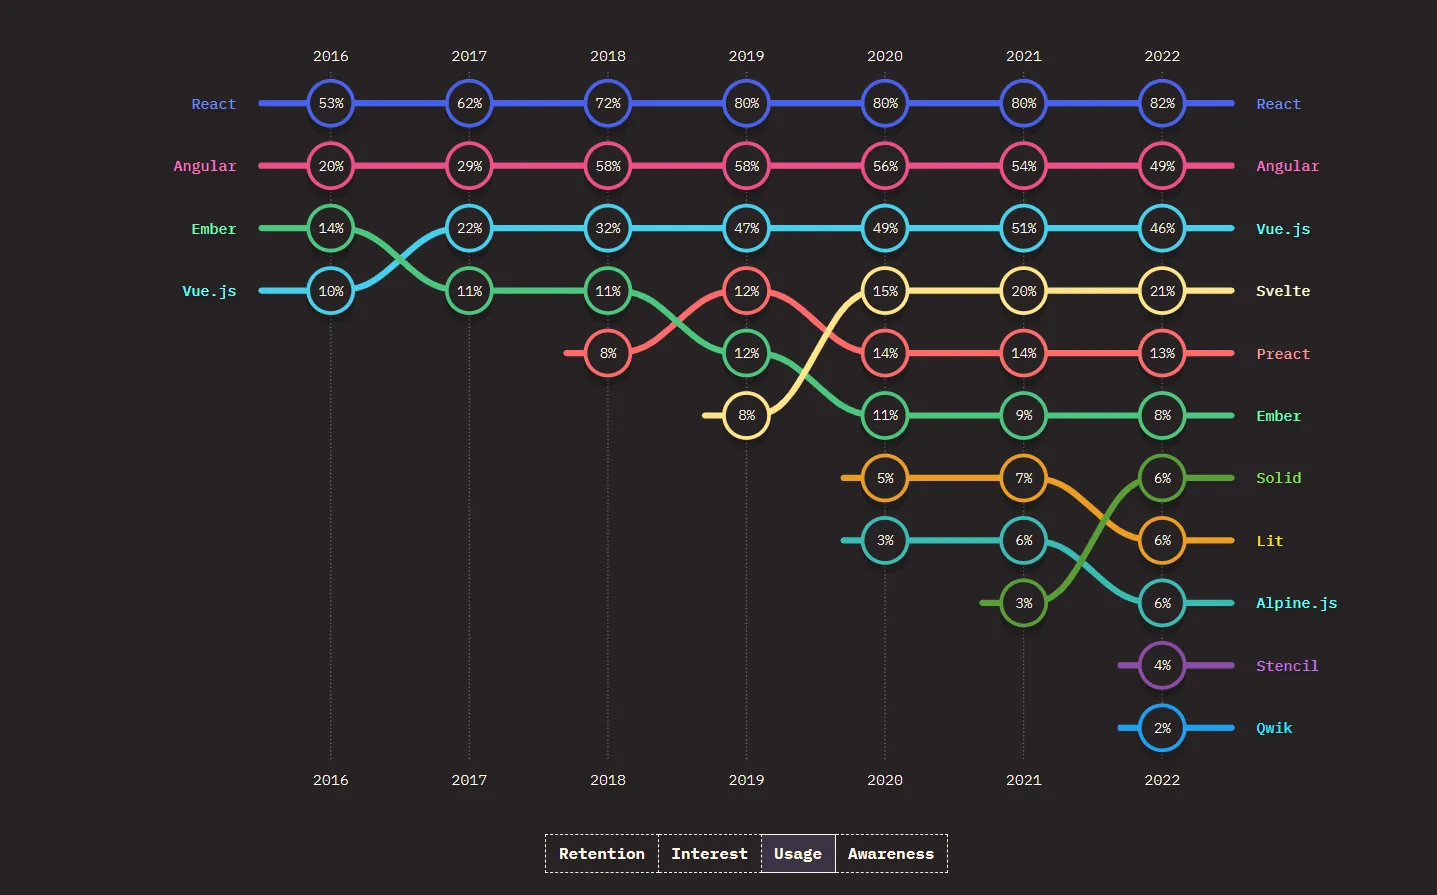 2016 2017 2018 2019 2020 2021 2022
React 53% 62% 72% 80% 80% 80% 82% React
Angular 20% 29% 58% 58% 56% 54% 49% Angular
Ember 14% 22% 32% 47% 49% 51% 46% Vue.js
Vue.js 10% 11% 11% 12% 15% 20% 21% Svelte
8% 12% 14% 14% 13% Preact
8% 11% 9% 8% Ember
5% 7% 6% Solid
3% 6% 6% Lit
3% 6% Alpine.js
4% Stencil
2% Qwik
2016 2017 2018 2019 2020 2021 2022
Retention Interest Usage Awareness